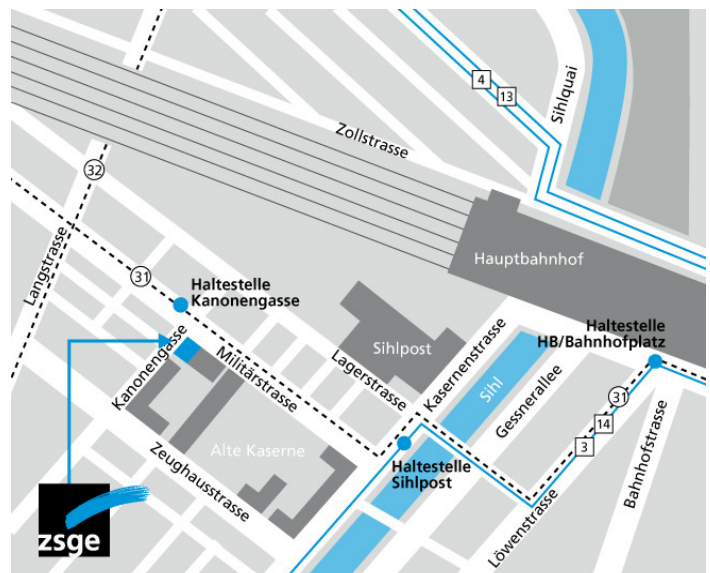 4
13
Sihlquai
Zollstrasse
32
Langstrasse
Hauptbahnhof
31
Haltestelle
Kanonengasse
Haltestelle
HB/Bahnhofplatz
Sihlpost
Kasernenstrasse
Lagerstrasse
Militärstrasse
Kanonengasse
Sihl
Gessnerallee
31
14
3
Alte Kaserne
Zeughausstrasse
Haltestelle
Sihlpost
Löwenstrasse
Bahnhofstrasse
zsge